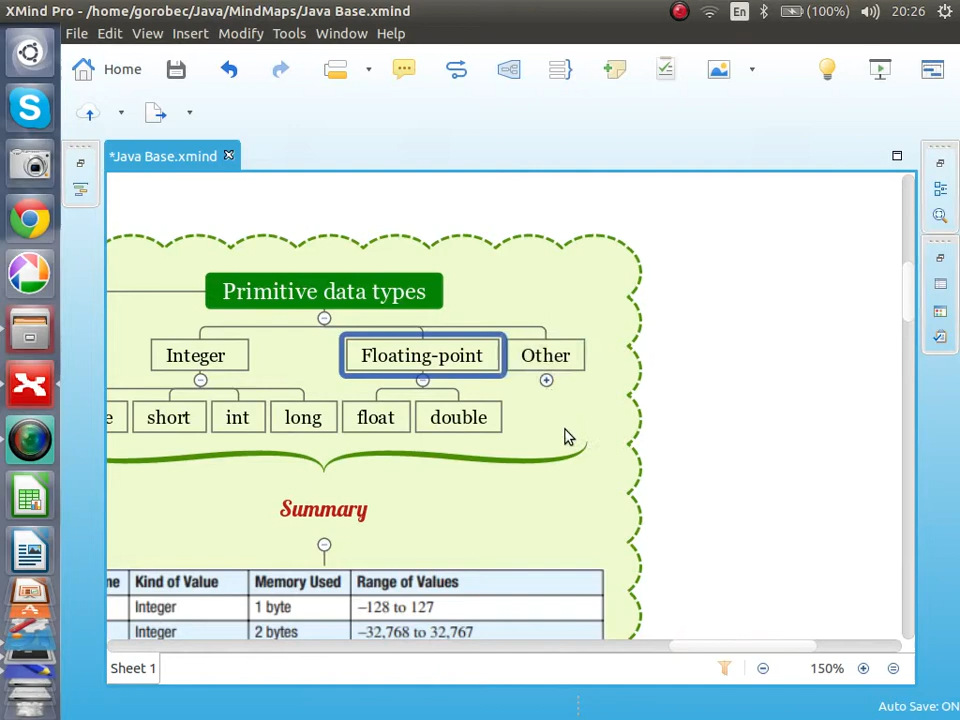 XMind Pro - /home/gorobec/Java/MindMaps/Java Base.xmind
En
(100%)
20:26
File Edit View Insert Modify Tools Window Help
Home
*Java Base.xmind
Primitive data types
Integer
Floating-point
Other
e
short
int
long
float
double
Summary
ne Kind of Value Memory Used Range of Values
Integer 1 byte –128 to 127
Integer 2 bytes –32,768 to 32,767
Sheet 1
150%
Auto Save: ON